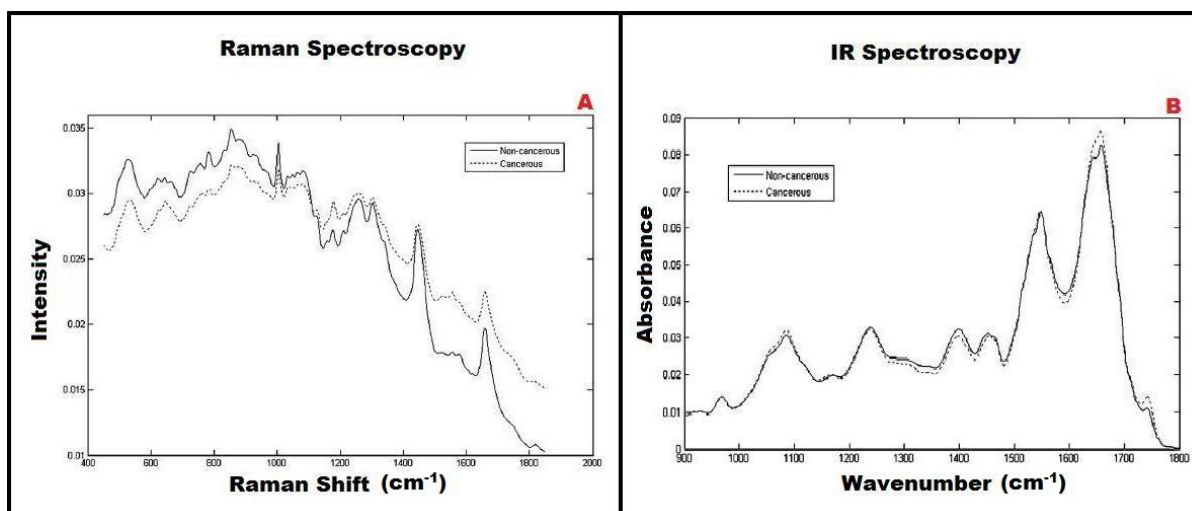 Raman Spectroscopy
A
Non-cancerous
Cancerous
Intensity
0.035
0.03
0.025
0.02
0.015
0.01
400 600 800 1000 1200 1400 1600 1800 2000
Raman Shift (cm⁻¹)
IR Spectroscopy
B
Non-cancerous
Cancerous
Absorbance
0.09
0.08
0.07
0.06
0.05
0.04
0.03
0.02
0.01
0
900 1000 1100 1200 1300 1400 1500 1600 1700 1800
Wavenumber (cm⁻¹)